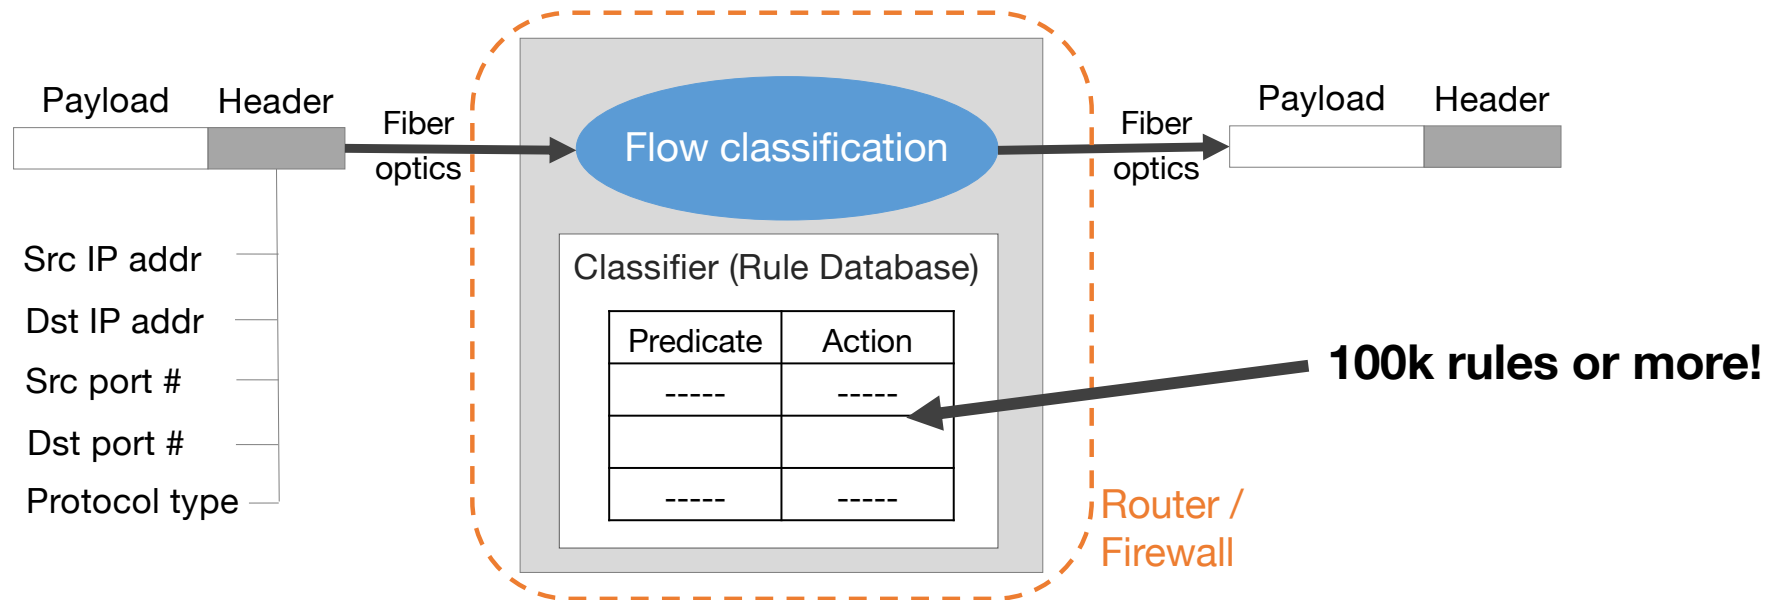 Payload Header
Fiber
optics
Src IP addr
Dst IP addr
Src port #
Dst port #
Protocol type
Flow classification
Classifier (Rule Database)
Predicate Action
----- -----
----- -----
Fiber
optics
Payload Header
100k rules or more!
Router /
Firewall